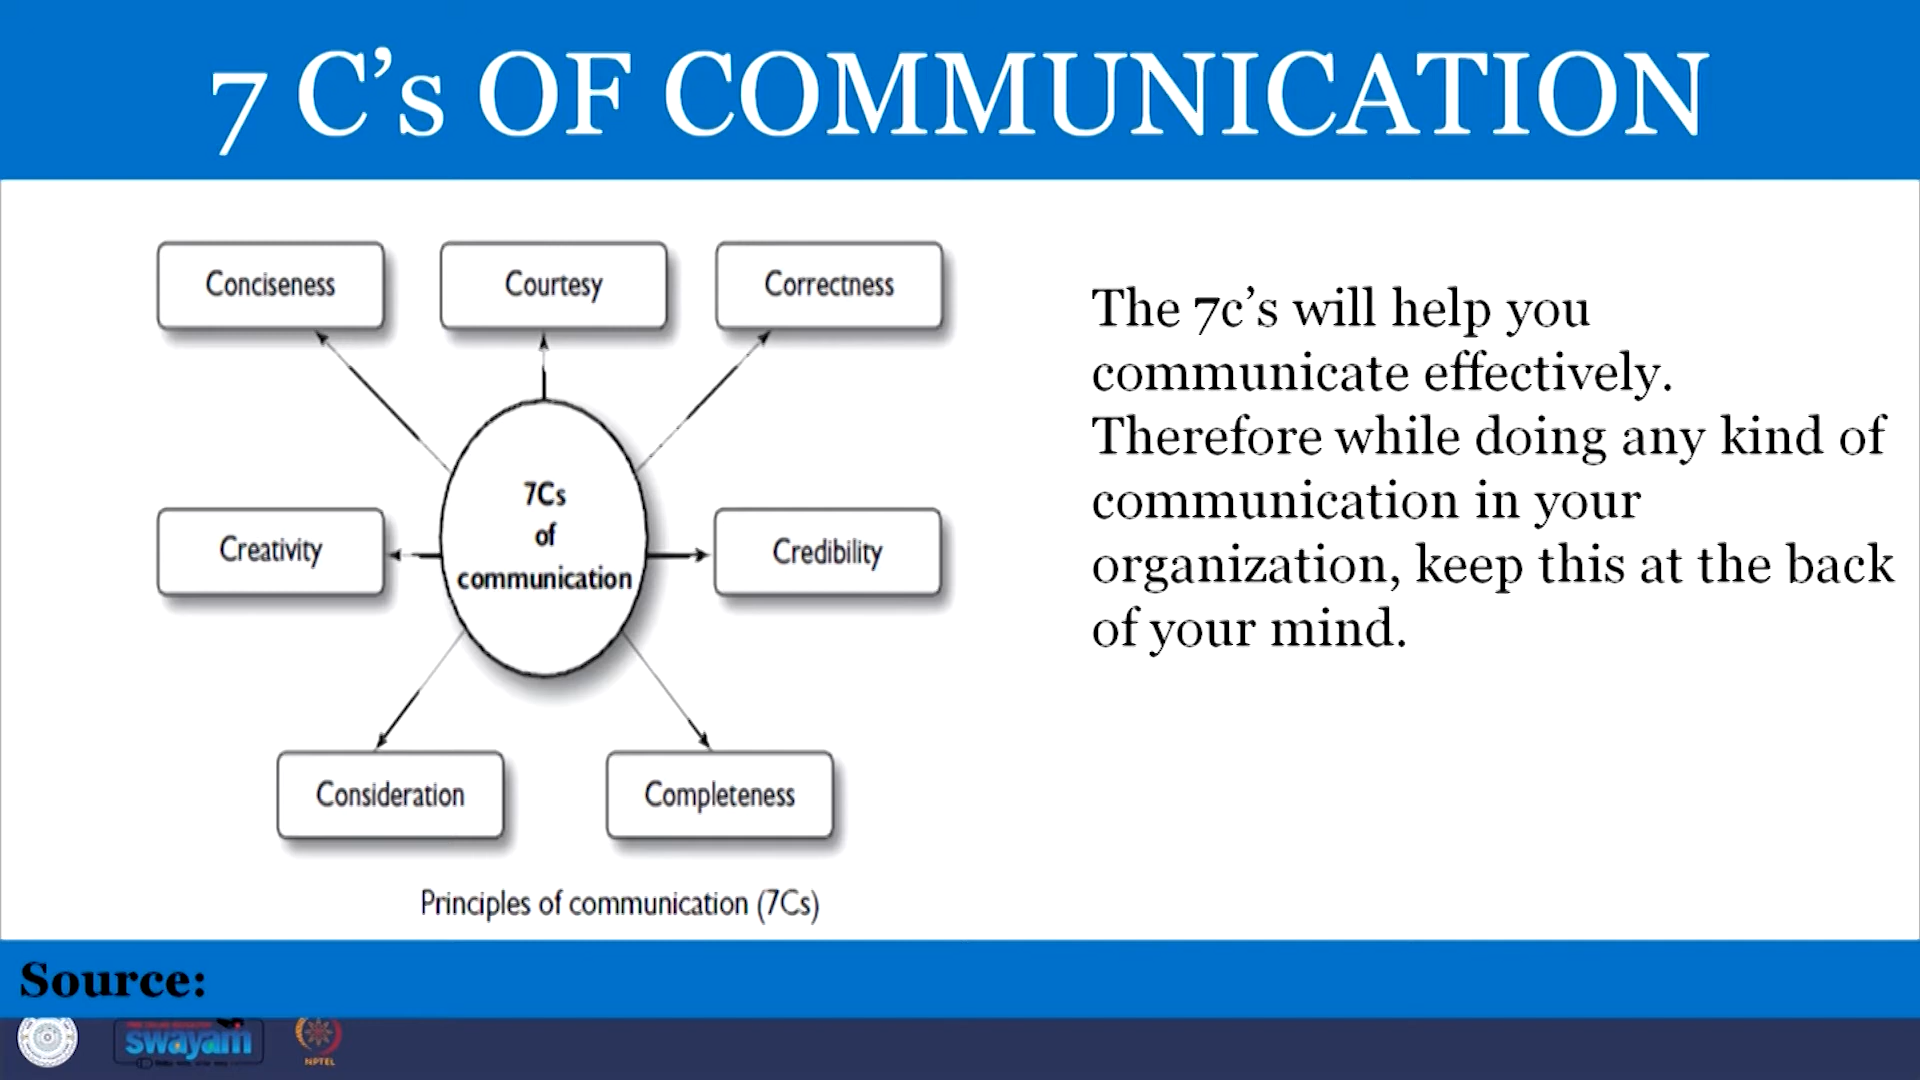 7 C’s OF COMMUNICATION
Conciseness
Courtesy
Correctness
7Cs
of
communication
Creativity
Credibility
Consideration
Completeness
Principles of communication (7Cs)
The 7c’s will help you
communicate effectively.
Therefore while doing any kind of
communication in your
organization, keep this at the back
of your mind.
Source:
swayam
NPTEL